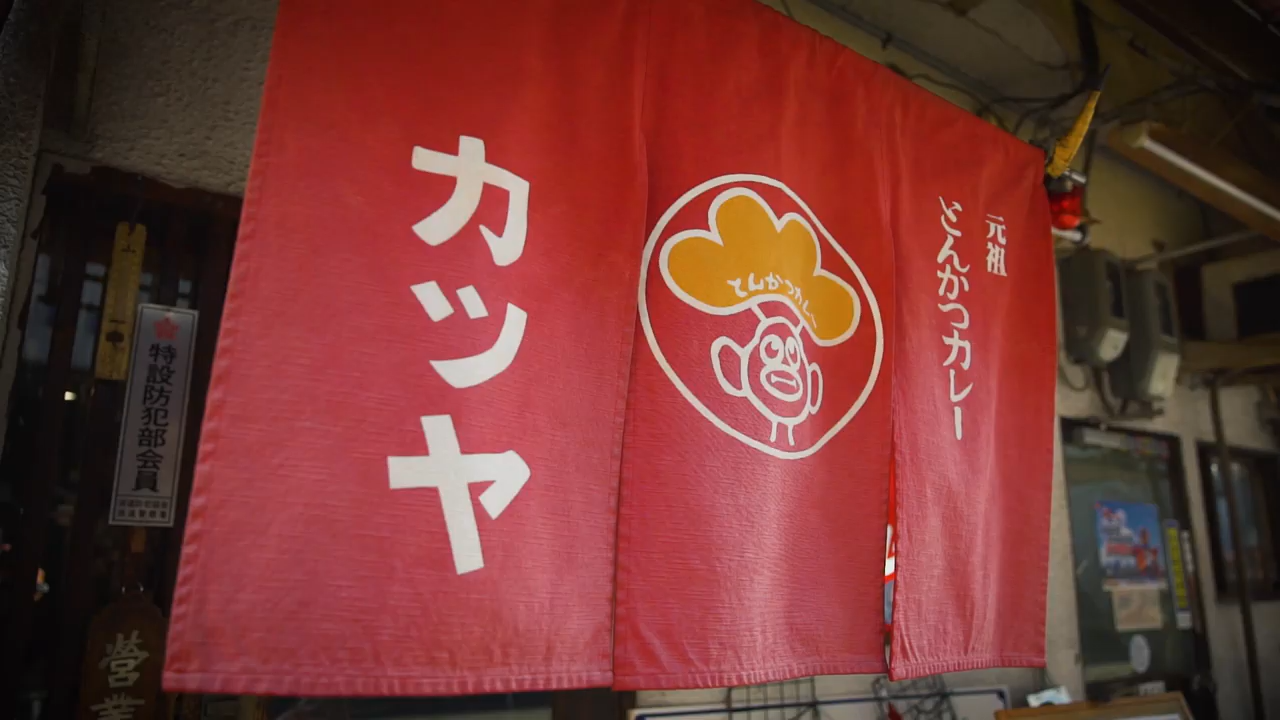 元祖
とんかつカレー
とんかつカレー
カツヤ
特設防犯部会員
営業